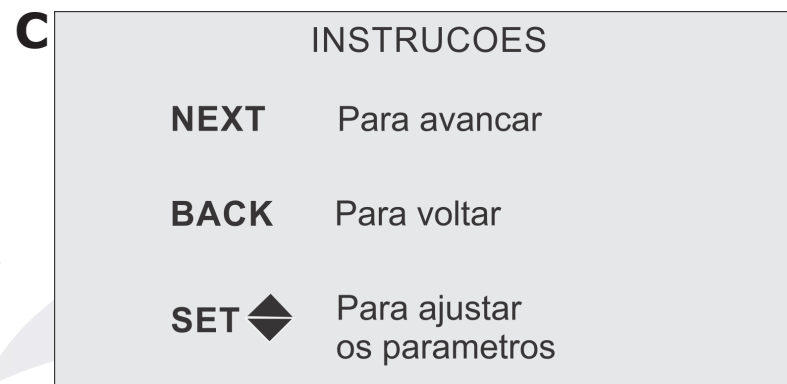 C
INSTRUCOES
NEXT Para avancar
BACK Para voltar
SET Para ajustar
os parametros